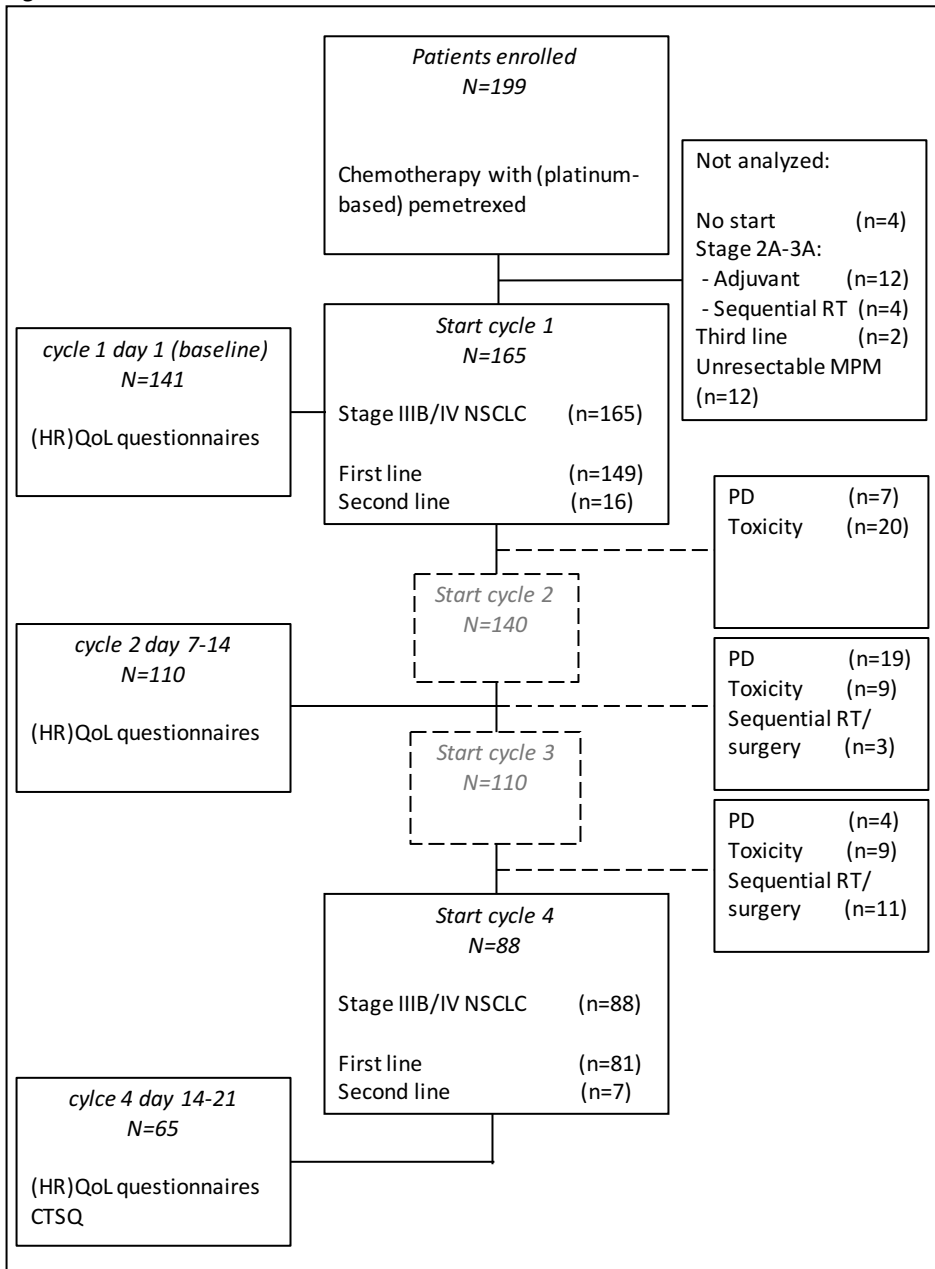 Patients enrolled
N=199
Chemotherapy with (platinum-
based) pemetrexed
Not analyzed:
No start (n=4)
Stage 2A-3A:
- Adjuvant (n=12)
- Sequential RT (n=4)
Third line (n=2)
Unresectable MPM
(n=12)
cycle 1 day 1 (baseline)
N=141
(HR)QoL questionnaires
Start cycle 1
N=165
Stage IIIB/IV NSCLC (n=165)
First line (n=149)
Second line (n=16)
PD (n=7)
Toxicity (n=20)
Start cycle 2
N=140
cycle 2 day 7-14
N=110
(HR)QoL questionnaires
PD (n=19)
Toxicity (n=9)
Sequential RT/
surgery (n=3)
Start cycle 3
N=110
PD (n=4)
Toxicity (n=9)
Sequential RT/
surgery (n=11)
Start cycle 4
N=88
Stage IIIB/IV NSCLC (n=88)
First line (n=81)
Second line (n=7)
cylce 4 day 14-21
N=65
(HR)QoL questionnaires
CTSQ